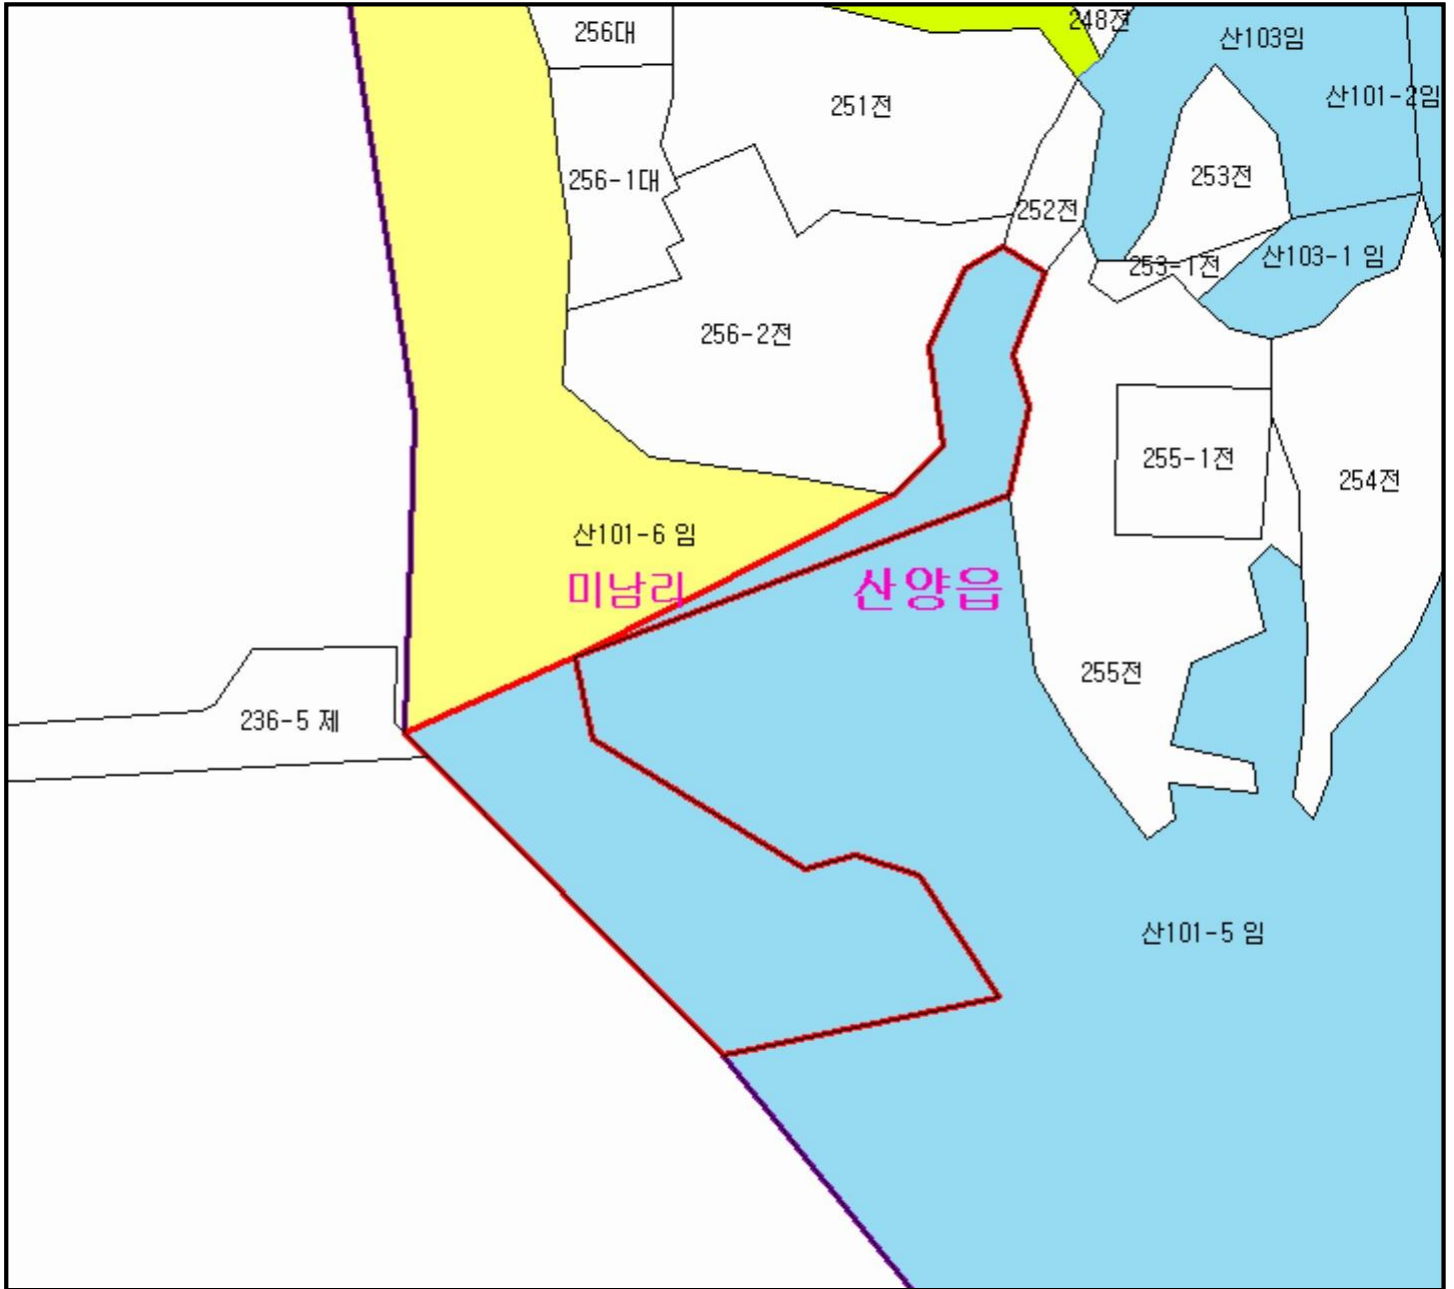 248전
256대
산103임
산101-2임
251전
256-1대
253전
252전
산103-1 임
253-1전
256-2전
255-1전
254전
산101-6 임
미남리
산양읍
255전
236-5 제
산101-5 임